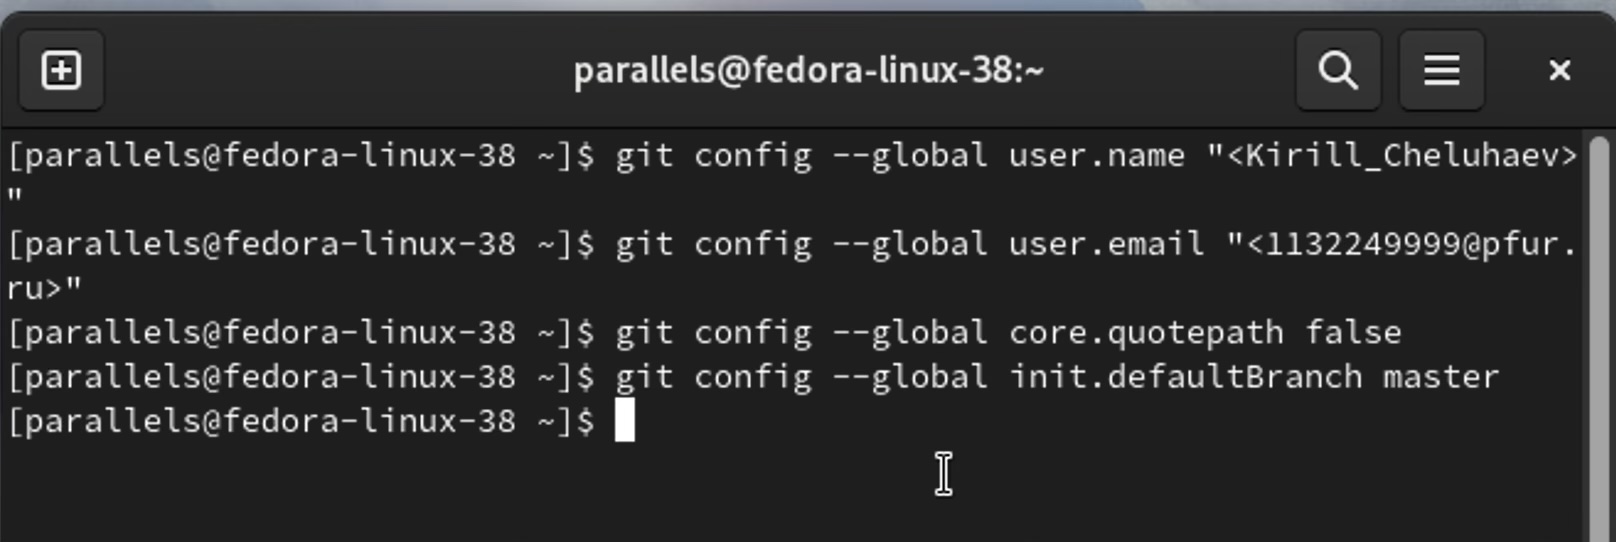 parallels@fedora-linux-38:~
[parallels@fedora-linux-38 ~]$ git config --global user.name "<Kirill_Cheluhaev>
"
[parallels@fedora-linux-38 ~]$ git config --global user.email "<1132249999@pfur.
ru>"
[parallels@fedora-linux-38 ~]$ git config --global core.quotepath false
[parallels@fedora-linux-38 ~]$ git config --global init.defaultBranch master
[parallels@fedora-linux-38 ~]$